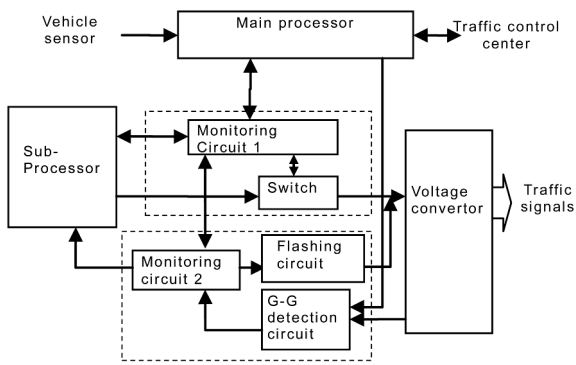 Vehicle
sensor
Main processor
Traffic control
center
Sub-
Processor
Monitoring
Circuit 1
Switch
Voltage
convertor
Traffic
signals
Monitoring
circuit 2
Flashing
circuit
G-G
detection
circuit